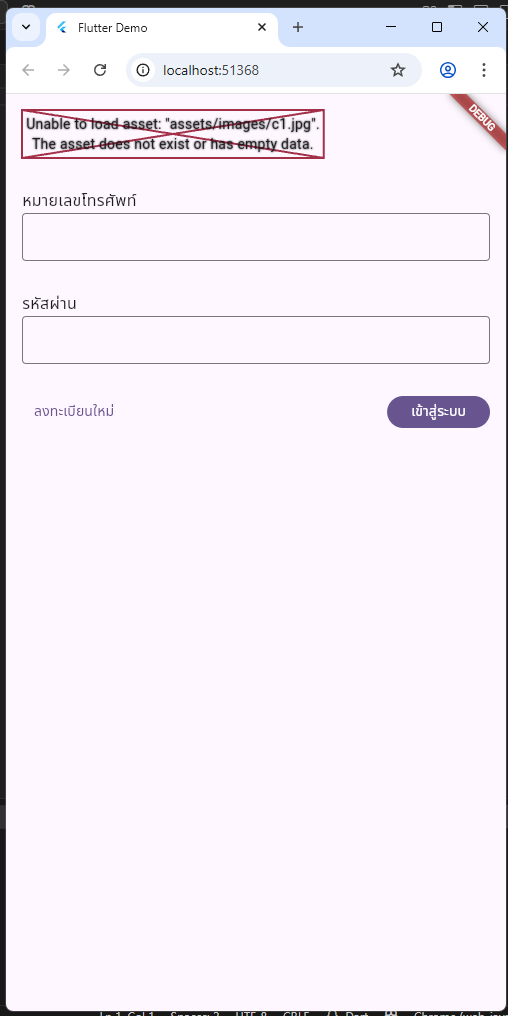 Flutter Demo
localhost:51368
DEBUG
Unable to load asset: "assets/images/c1.jpg".
The asset does not exist or has empty data.
หมายเลขโทรศัพท์
รหัสผ่าน
ลงทะเบียนใหม่
เข้าสู่ระบบ